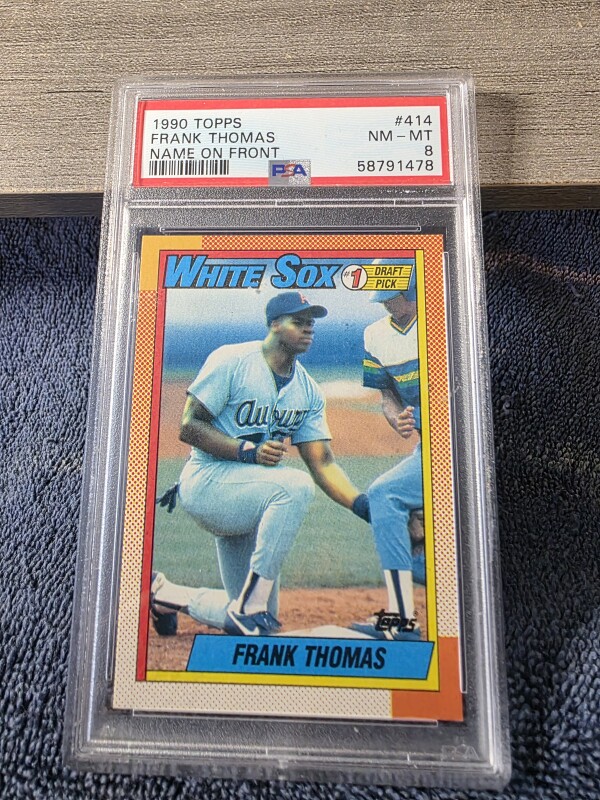 1990 TOPPS #414
FRANK THOMAS NM - MT
NAME ON FRONT 8
PSA 58791478
WHITE SOX #1 DRAFT PICK
Auburn
topps
FRANK THOMAS